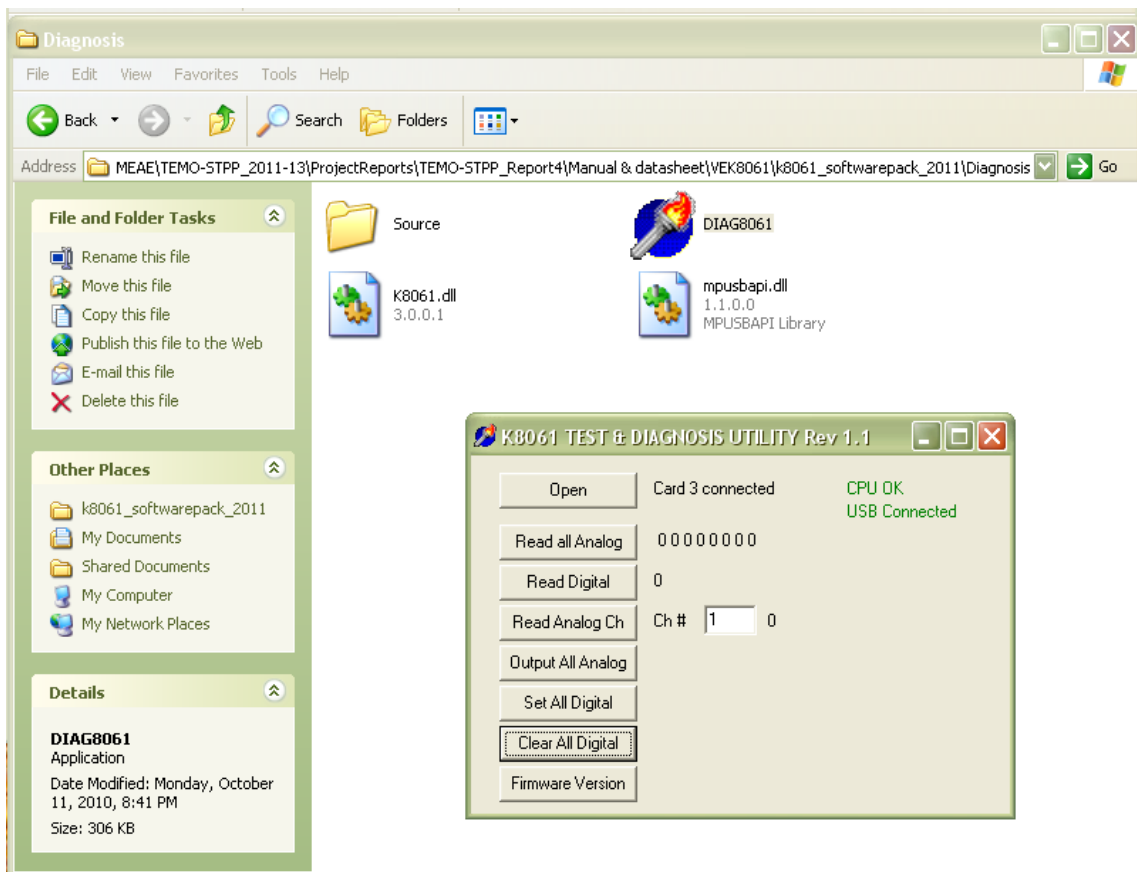 Diagnosis
File Edit View Favorites Tools Help
Back Search Folders
Address MEAE\TEMO-STPP_2011-13\ProjectReports\TEMO-STPP_Report4\Manual & datasheet\VEK8061\k8061_softwarepack_2011\Diagnosis Go
File and Folder Tasks
Rename this file
Move this file
Copy this file
Publish this file to the Web
E-mail this file
Delete this file
Other Places
k8061_softwarepack_2011
My Documents
Shared Documents
My Computer
My Network Places
Details
DIAG8061
Application
Date Modified: Monday, October
11, 2010, 8:41 PM
Size: 306 KB
Source
DIAG8061
K8061.dll
3.0.0.1
mpusbapi.dll
1.1.0.0
MPUSBAPI Library
K8061 TEST & DIAGNOSIS UTILITY Rev 1.1
Open Card 3 connected CPU OK
USB Connected
Read all Analog 0 0 0 0 0 0 0 0
Read Digital 0
Read Analog Ch Ch # 1 0
Output All Analog
Set All Digital
Clear All Digital
Firmware Version